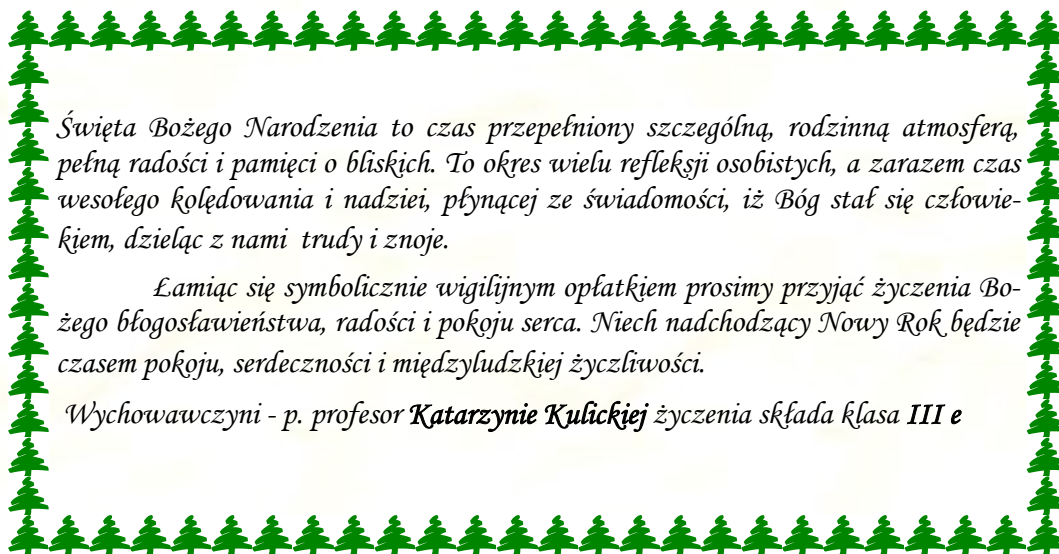 Święta Bożego Narodzenia to czas przepełniony szczególną, rodzinną atmosferą,
pełną radości i pamięci o bliskich. To okres wielu refleksji osobistych, a zarazem czas
wesołego kolędowania i nadziei, płynącej ze świadomości, iż Bóg stał się człowie-
kiem, dzieląc z nami trudy i znoje.
Łamiąc się symbolicznie wigilijnym opłatkiem prosimy przyjąć życzenia Bo-
żego błogosławieństwa, radości i pokoju serca. Niech nadchodzący Nowy Rok będzie
czasem pokoju, serdeczności i międzyludzkiej życzliwości.
Wychowawczyni - p. profesor Katarzynie Kulickiej życzenia składa klasa III e